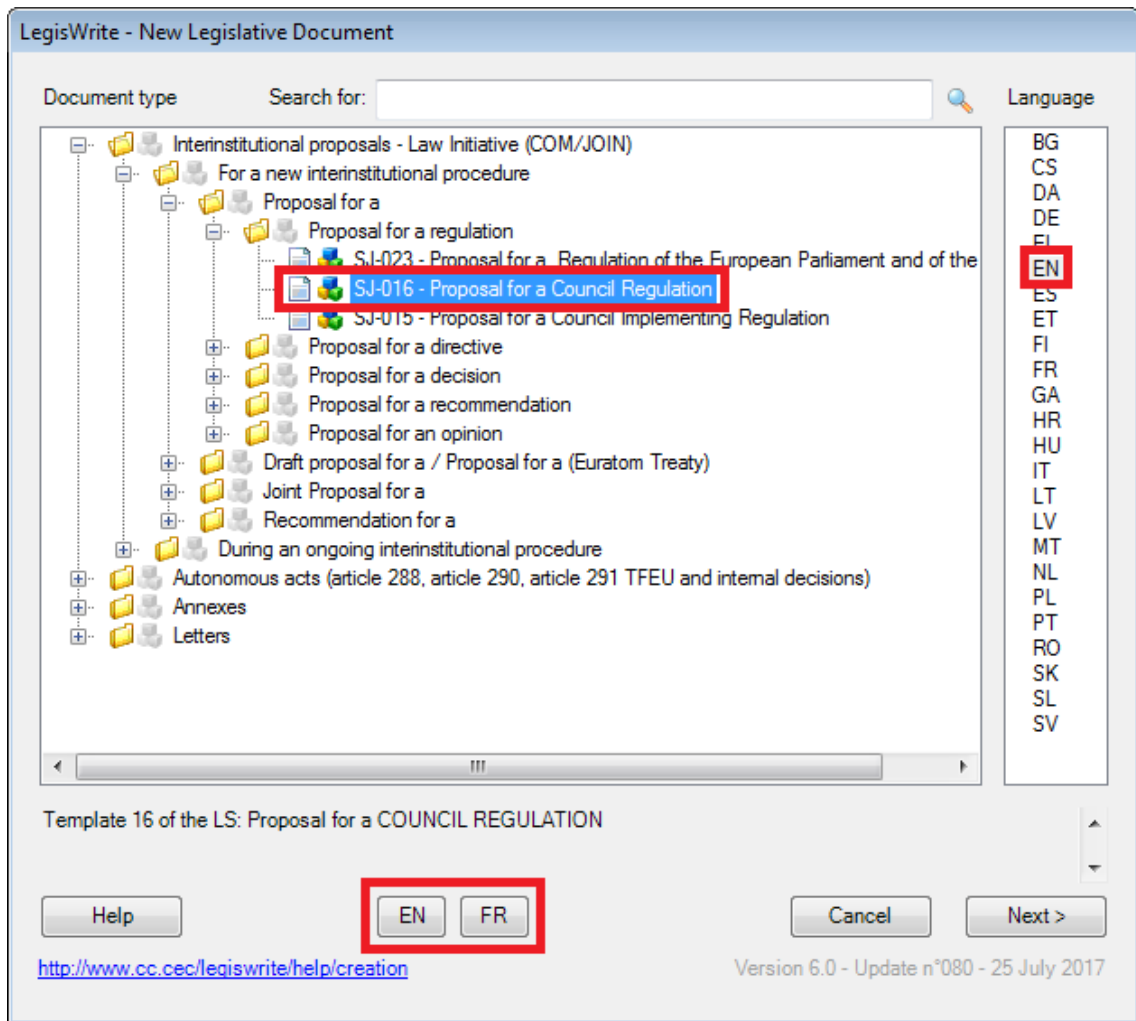 LegisWrite - New Legislative Document
Document type Search for: Language
Interinstitutional proposals - Law Initiative (COM/JOIN)
For a new interinstitutional procedure
Proposal for a
Proposal for a regulation
SJ-023 - Proposal for a Regulation of the European Parliament and of the
SJ-016 - Proposal for a Council Regulation
SJ-015 - Proposal for a Council Implementing Regulation
Proposal for a directive
Proposal for a decision
Proposal for a recommendation
Proposal for an opinion
Draft proposal for a / Proposal for a (Euratom Treaty)
Joint Proposal for a
Recommendation for a
During an ongoing interinstitutional procedure
Autonomous acts (article 288, article 290, article 291 TFEU and internal decisions)
Annexes
Letters
BG
CS
DA
DE
EL
EN
ES
ET
FI
FR
GA
HR
HU
IT
LT
LV
MT
NL
PL
PT
RO
SK
SL
SV
Template 16 of the LS: Proposal for a COUNCIL REGULATION
Help EN FR Cancel Next >
http://www.cc.cec/legiswrite/help/creation Version 6.0 - Update n°080 - 25 July 2017